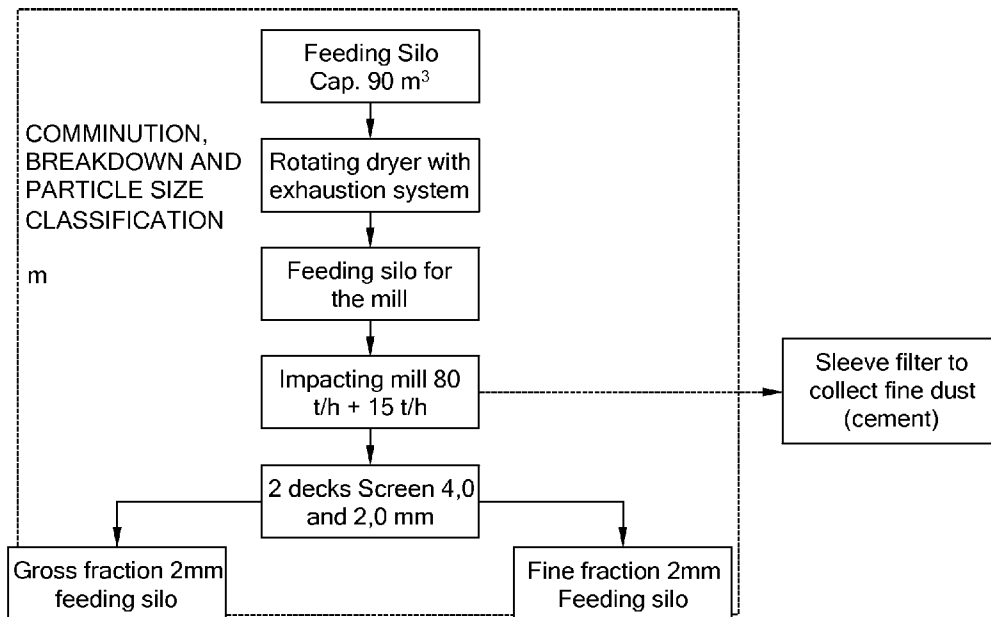 Feeding Silo
Cap. 90 m³
COMMINUTION,
BREAKDOWN AND
PARTICLE SIZE
CLASSIFICATION
m
Rotating dryer with
exhaustion system
Feeding silo for
the mill
Impacting mill 80
t/h + 15 t/h
Sleeve filter to
collect fine dust
(cement)
2 decks Screen 4,0
and 2,0 mm
Gross fraction 2mm
feeding silo
Fine fraction 2mm
Feeding silo